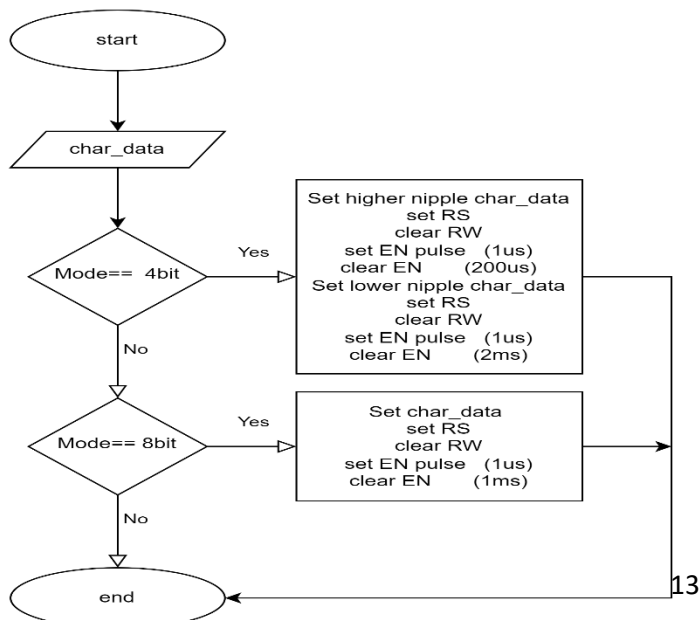 start
char_data
Mode== 4bit
Yes
Set higher nipple char_data
set RS
clear RW
set EN pulse (1us)
clear EN (200us)
Set lower nipple char_data
set RS
clear RW
set EN pulse (1us)
clear EN (2ms)
No
Mode== 8bit
Yes
Set char_data
set RS
clear RW
set EN pulse (1us)
clear EN (1ms)
No
end
13